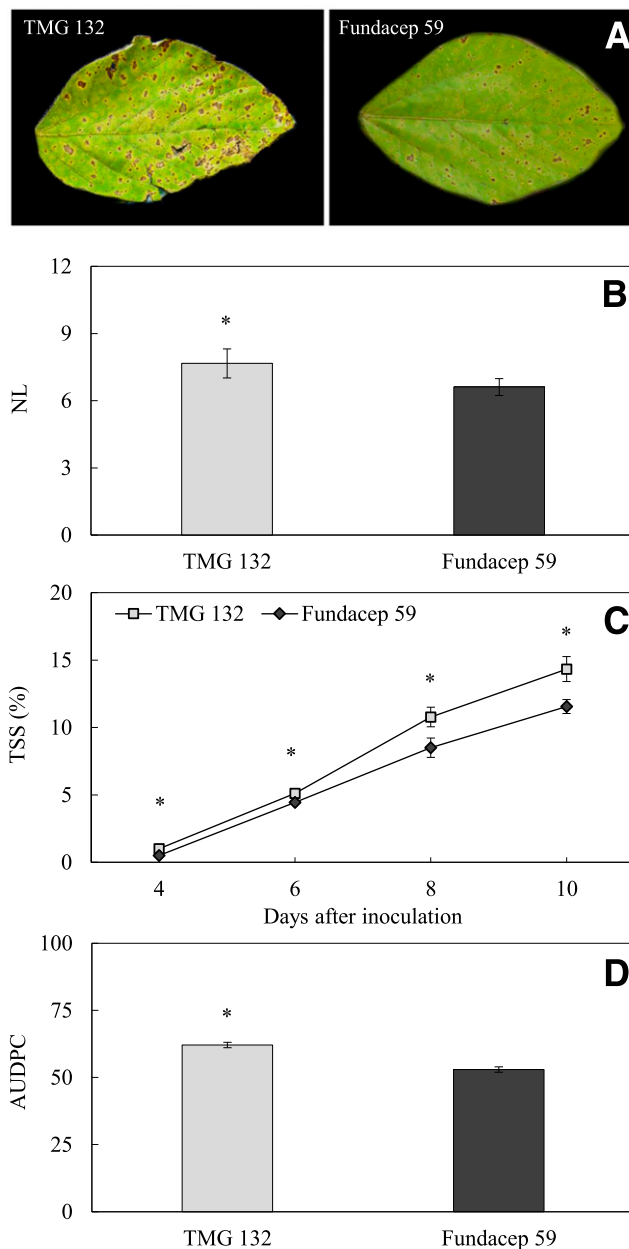 TMG 132
Fundacep 59
A
12
9
6
3
0
NL
*
B
TMG 132
Fundacep 59
20
15
10
5
0
TSS (%)
TMG 132
Fundacep 59
C
*
*
*
*
4
6
8
10
Days after inoculation
100
75
50
25
0
AUDPC
*
D
TMG 132
Fundacep 59